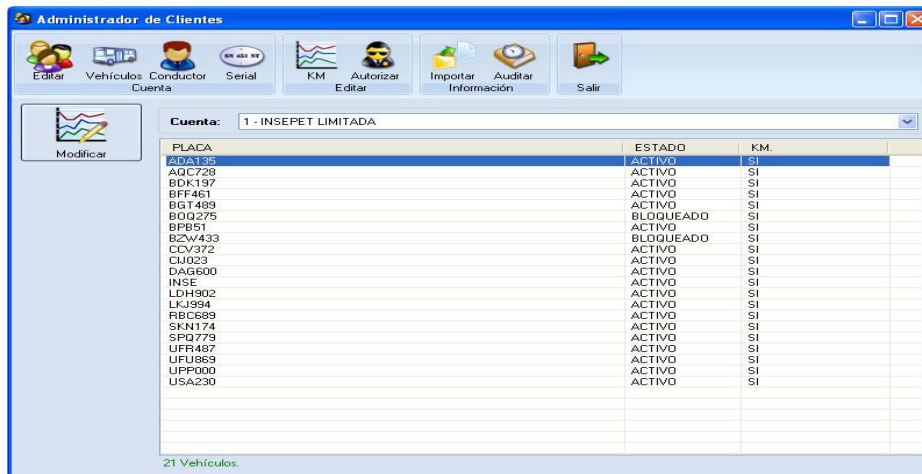 Administrador de Clientes
Editar Vehículos Conductor Serial KM Autorizar Importar Auditar
Cuenta Editar Información Salir
SN 451 NT
Modificar
Cuenta: 1 - INSEPET LIMITADA
PLACA ESTADO KM.
ADA135 ACTIVO SI
AQC728 ACTIVO SI
BDK197 ACTIVO SI
BFF461 ACTIVO SI
BGT489 ACTIVO SI
BOQ275 BLOQUEADO SI
BPB51 ACTIVO SI
BZW433 BLOQUEADO SI
CCV372 ACTIVO SI
CIJ023 ACTIVO SI
DAG600 ACTIVO SI
INSE ACTIVO SI
LDH902 ACTIVO SI
LKJ994 ACTIVO SI
RBC689 ACTIVO SI
SKN174 ACTIVO SI
SPQ779 ACTIVO SI
UFR487 ACTIVO SI
UFU869 ACTIVO SI
UPP000 ACTIVO SI
USA230 ACTIVO SI
21 Vehículos.